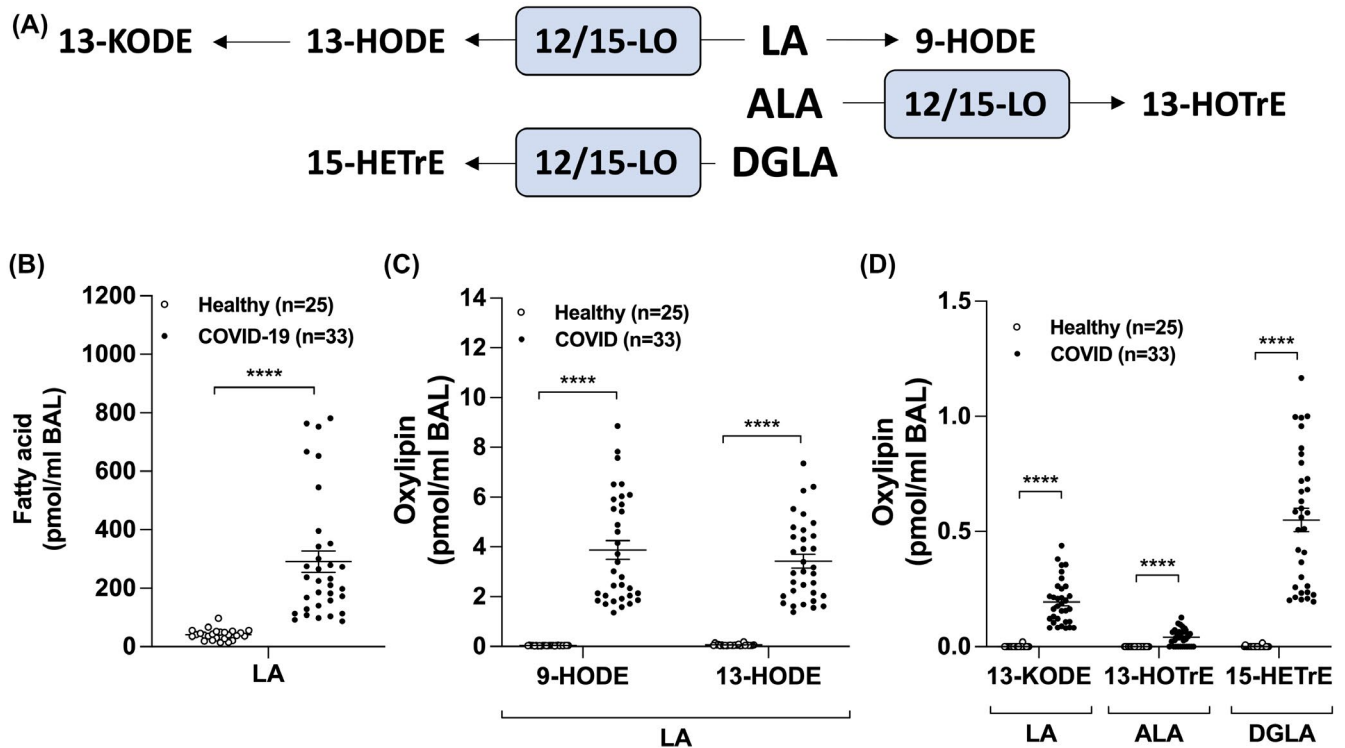 (A)
13-KODE 13-HODE 12/15-LO LA 9-HODE
ALA 12/15-LO 13-HOTrE
15-HETrE 12/15-LO DGLA
(B)
Fatty acid
(pmol/ml BAL)
1200
1000
800
600
400
200
0
Healthy (n=25)
COVID-19 (n=33)
****
LA
(C)
Oxylipin
(pmol/ml BAL)
14
12
10
8
6
4
2
0
Healthy (n=25)
COVID (n=33)
****
****
9-HODE 13-HODE
LA
(D)
Oxylipin
(pmol/ml BAL)
1.5
1.0
0.5
0.0
Healthy (n=25)
COVID (n=33)
****
****
****
13-KODE 13-HOTrE 15-HETrE
LA ALA DGLA